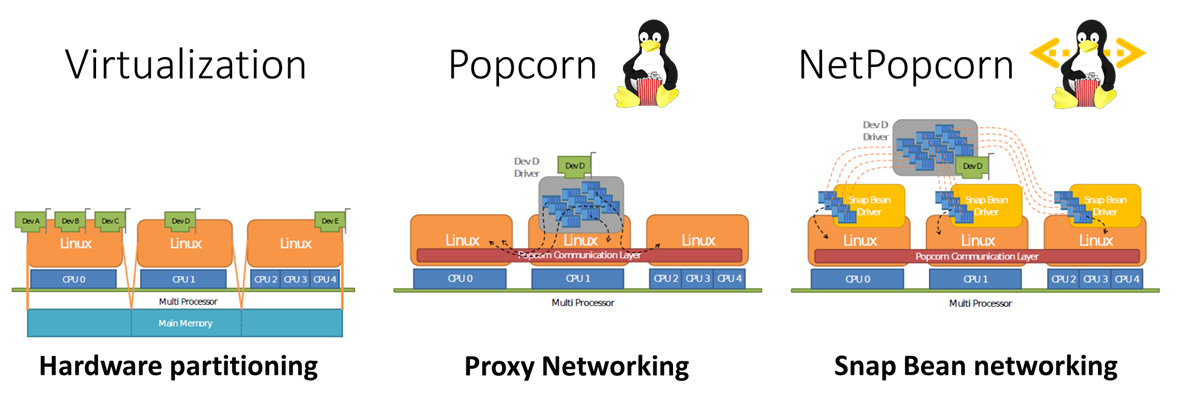 Virtualization
Dev A
Dev B
Dev C
Dev D
Dev E
Linux
Linux
Linux
CPU 0
CPU 1
CPU 2
CPU 3
CPU 4
Multi Processor
Main Memory
Hardware partitioning
Popcorn
Dev D
Driver
Dev D
Linux
Linux
Linux
Popcorn Communication Layer
CPU 0
CPU 1
CPU 2
CPU 3
CPU 4
Multi Processor
Proxy Networking
NetPopcorn
Dev D
Driver
Dev D
Snap Bean
Driver
Snap Bean
Driver
Snap Bean
Driver
Linux
Linux
Linux
Popcorn Communication Layer
CPU 0
CPU 1
CPU 2
CPU 3
CPU 4
Multi Processor
Snap Bean networking